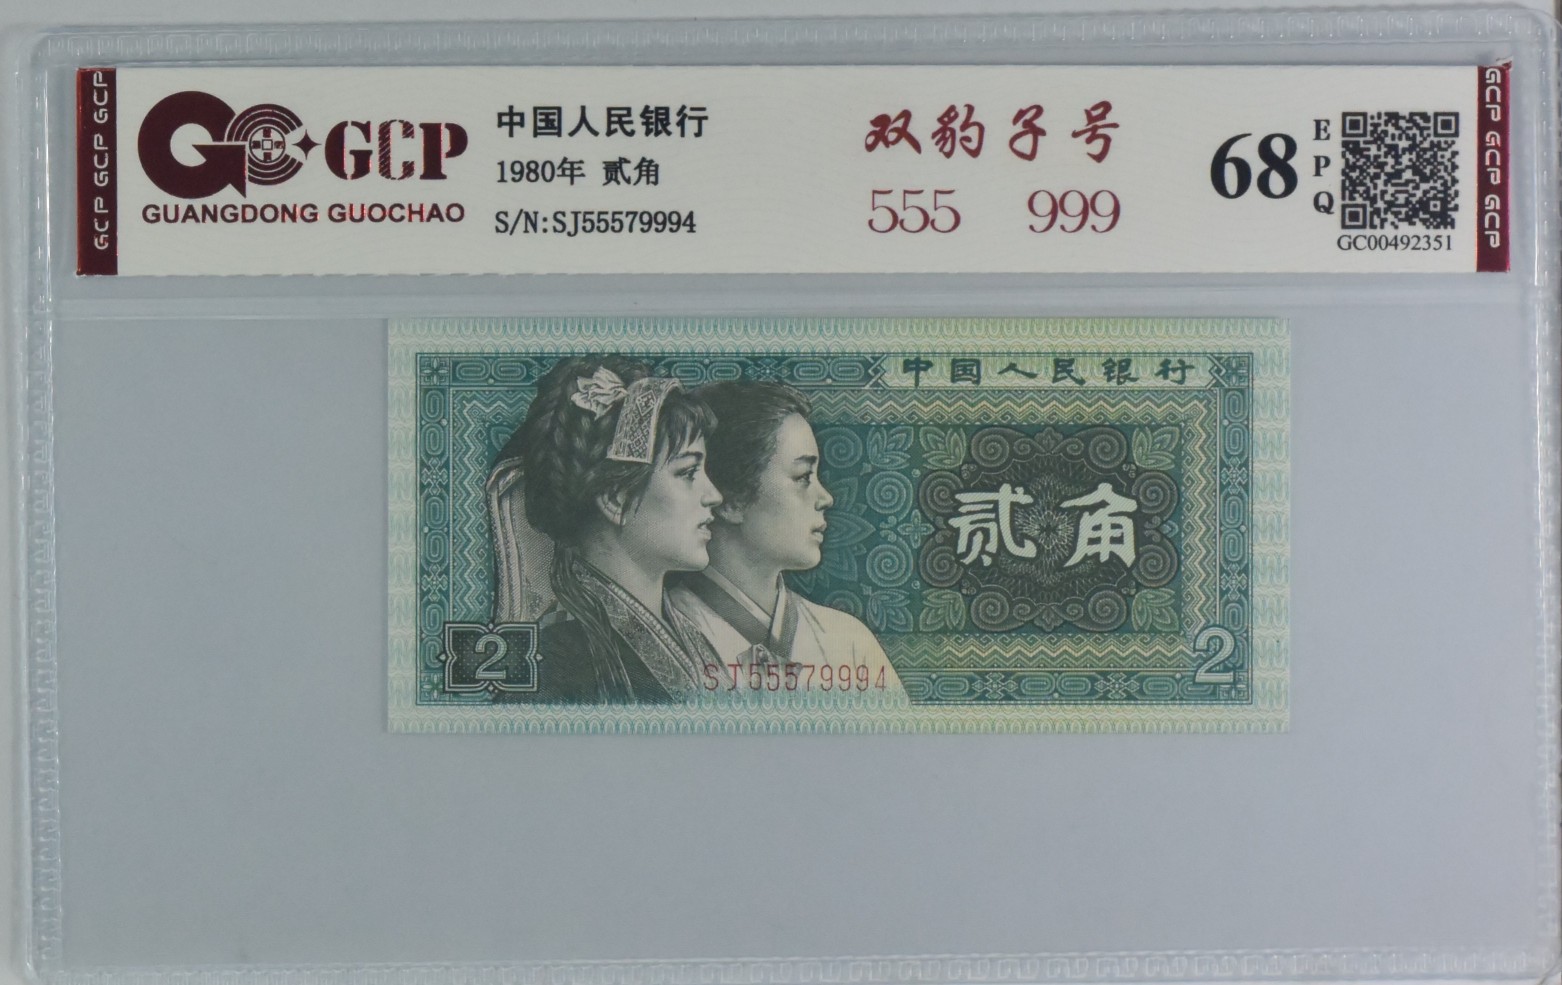 GCP GCP GCP
GCP
GUANGDONG GUOCHAO
中国人民银行
1980年 贰角
S/N:SJ55579994
双豹子号
555 999
68
EPQ
GC00492351
GCP GCP GCP
中国人民银行
贰角
2
2
SJ55579994